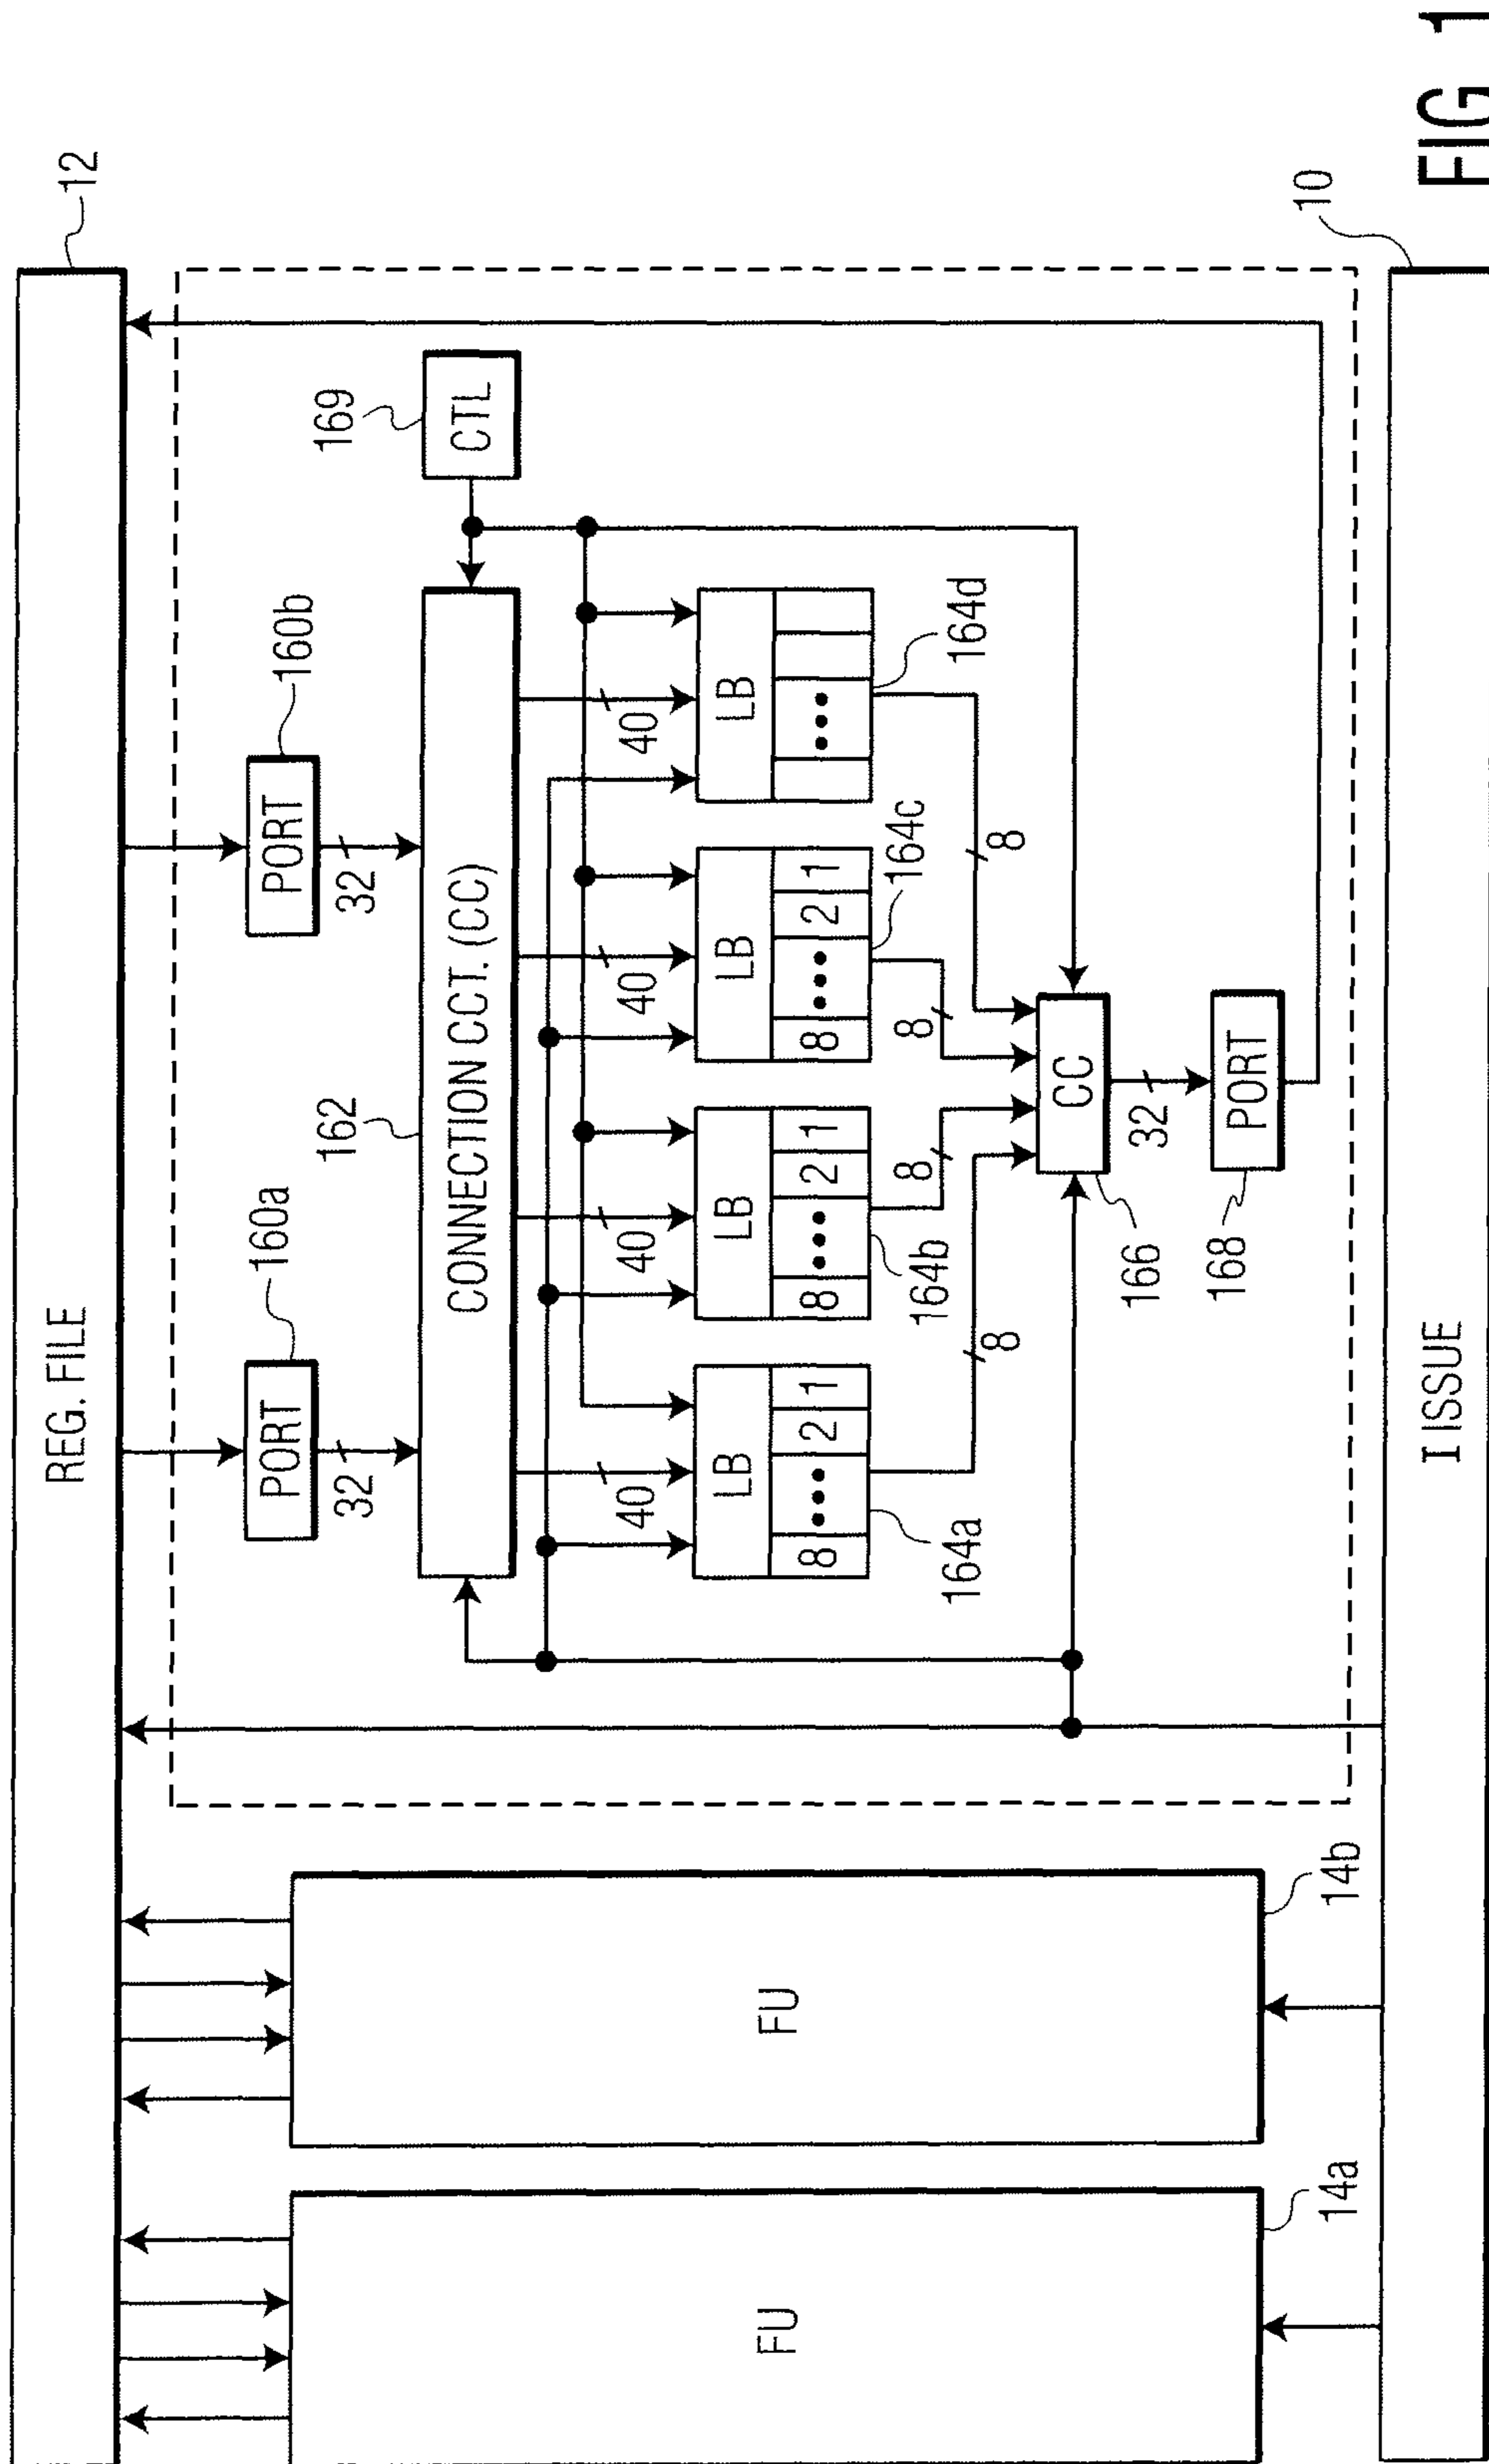 REG. FILE
12
160a
160b
PORT
PORT
32
32
169
CTL
162
CONNECTION CCT. (CC)
40
40
40
40
LB
LB
LB
LB
8 ••• 2 1
8 ••• 2 1
8 ••• 2 1
•••
164a
164b
164c
164d
8
8
8
8
CC
166
32
PORT
168
FU
FU
14a
14b
I ISSUE
10
FIG. 1